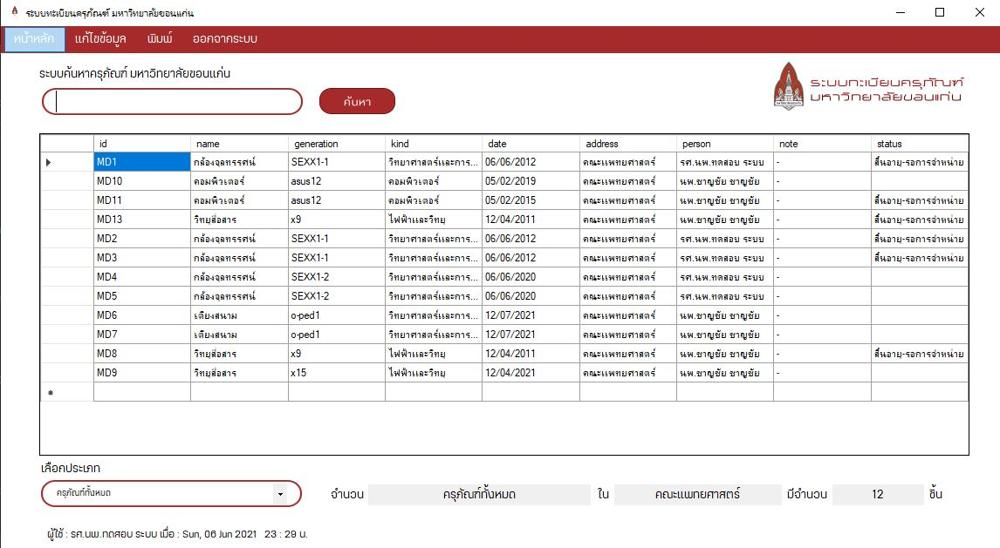 ระบบทะเบียนครุภัณฑ์ มหาวิทยาลัยขอนแก่น
หน้าหลัก แก้ไขข้อมูล พิมพ์ ออกจากระบบ
ระบบค้นหาครุภัณฑ์ มหาวิทยาลัยขอนแก่น
ค้นหา
ระบบทะเบียนครุภัณฑ์
มหาวิทยาลัยขอนแก่น
id name generation kind date address person note status
MD1 กล้องจุลทรรศน์ SEXX1-1 วิทยาศาสตร์และการ... 06/06/2012 คณะแพทยศาสตร์ รศ.นพ.ทดสอบ ระบบ - สิ้นอายุ-รอการจำหน่าย
MD10 คอมพิวเตอร์ asus12 คอมพิวเตอร์ 05/02/2019 คณะแพทยศาสตร์ นพ.ชาญชัย ชาญชัย -
MD11 คอมพิวเตอร์ asus12 คอมพิวเตอร์ 05/02/2015 คณะแพทยศาสตร์ นพ.ชาญชัย ชาญชัย - สิ้นอายุ-รอการจำหน่าย
MD13 วิทยุสื่อสาร x9 ไฟฟ้าและวิทยุ 12/04/2011 คณะแพทยศาสตร์ นพ.ชาญชัย ชาญชัย - สิ้นอายุ-รอการจำหน่าย
MD2 กล้องจุลทรรศน์ SEXX1-1 วิทยาศาสตร์และการ... 06/06/2012 คณะแพทยศาสตร์ รศ.นพ.ทดสอบ ระบบ - สิ้นอายุ-รอการจำหน่าย
MD3 กล้องจุลทรรศน์ SEXX1-1 วิทยาศาสตร์และการ... 06/06/2012 คณะแพทยศาสตร์ รศ.นพ.ทดสอบ ระบบ - สิ้นอายุ-รอการจำหน่าย
MD4 กล้องจุลทรรศน์ SEXX1-2 วิทยาศาสตร์และการ... 06/06/2020 คณะแพทยศาสตร์ รศ.นพ.ทดสอบ ระบบ -
MD5 กล้องจุลทรรศน์ SEXX1-2 วิทยาศาสตร์และการ... 06/06/2020 คณะแพทยศาสตร์ รศ.นพ.ทดสอบ ระบบ -
MD6 เตียงสนาม o-ped1 วิทยาศาสตร์และการ... 12/07/2021 คณะแพทยศาสตร์ นพ.ชาญชัย ชาญชัย -
MD7 เตียงสนาม o-ped1 วิทยาศาสตร์และการ... 12/07/2021 คณะแพทยศาสตร์ นพ.ชาญชัย ชาญชัย -
MD8 วิทยุสื่อสาร x9 ไฟฟ้าและวิทยุ 12/04/2011 คณะแพทยศาสตร์ นพ.ชาญชัย ชาญชัย - สิ้นอายุ-รอการจำหน่าย
MD9 วิทยุสื่อสาร x15 ไฟฟ้าและวิทยุ 12/04/2021 คณะแพทยศาสตร์ นพ.ชาญชัย ชาญชัย -
เลือกประเภท
ครุภัณฑ์ทั้งหมด จำนวน ครุภัณฑ์ทั้งหมด ใน คณะแพทยศาสตร์ มีจำนวน 12 ชิ้น
ผู้ใช้ : รศ.นพ.ทดสอบ ระบบ เมื่อ : Sun, 06 Jun 2021 23 : 29 น.